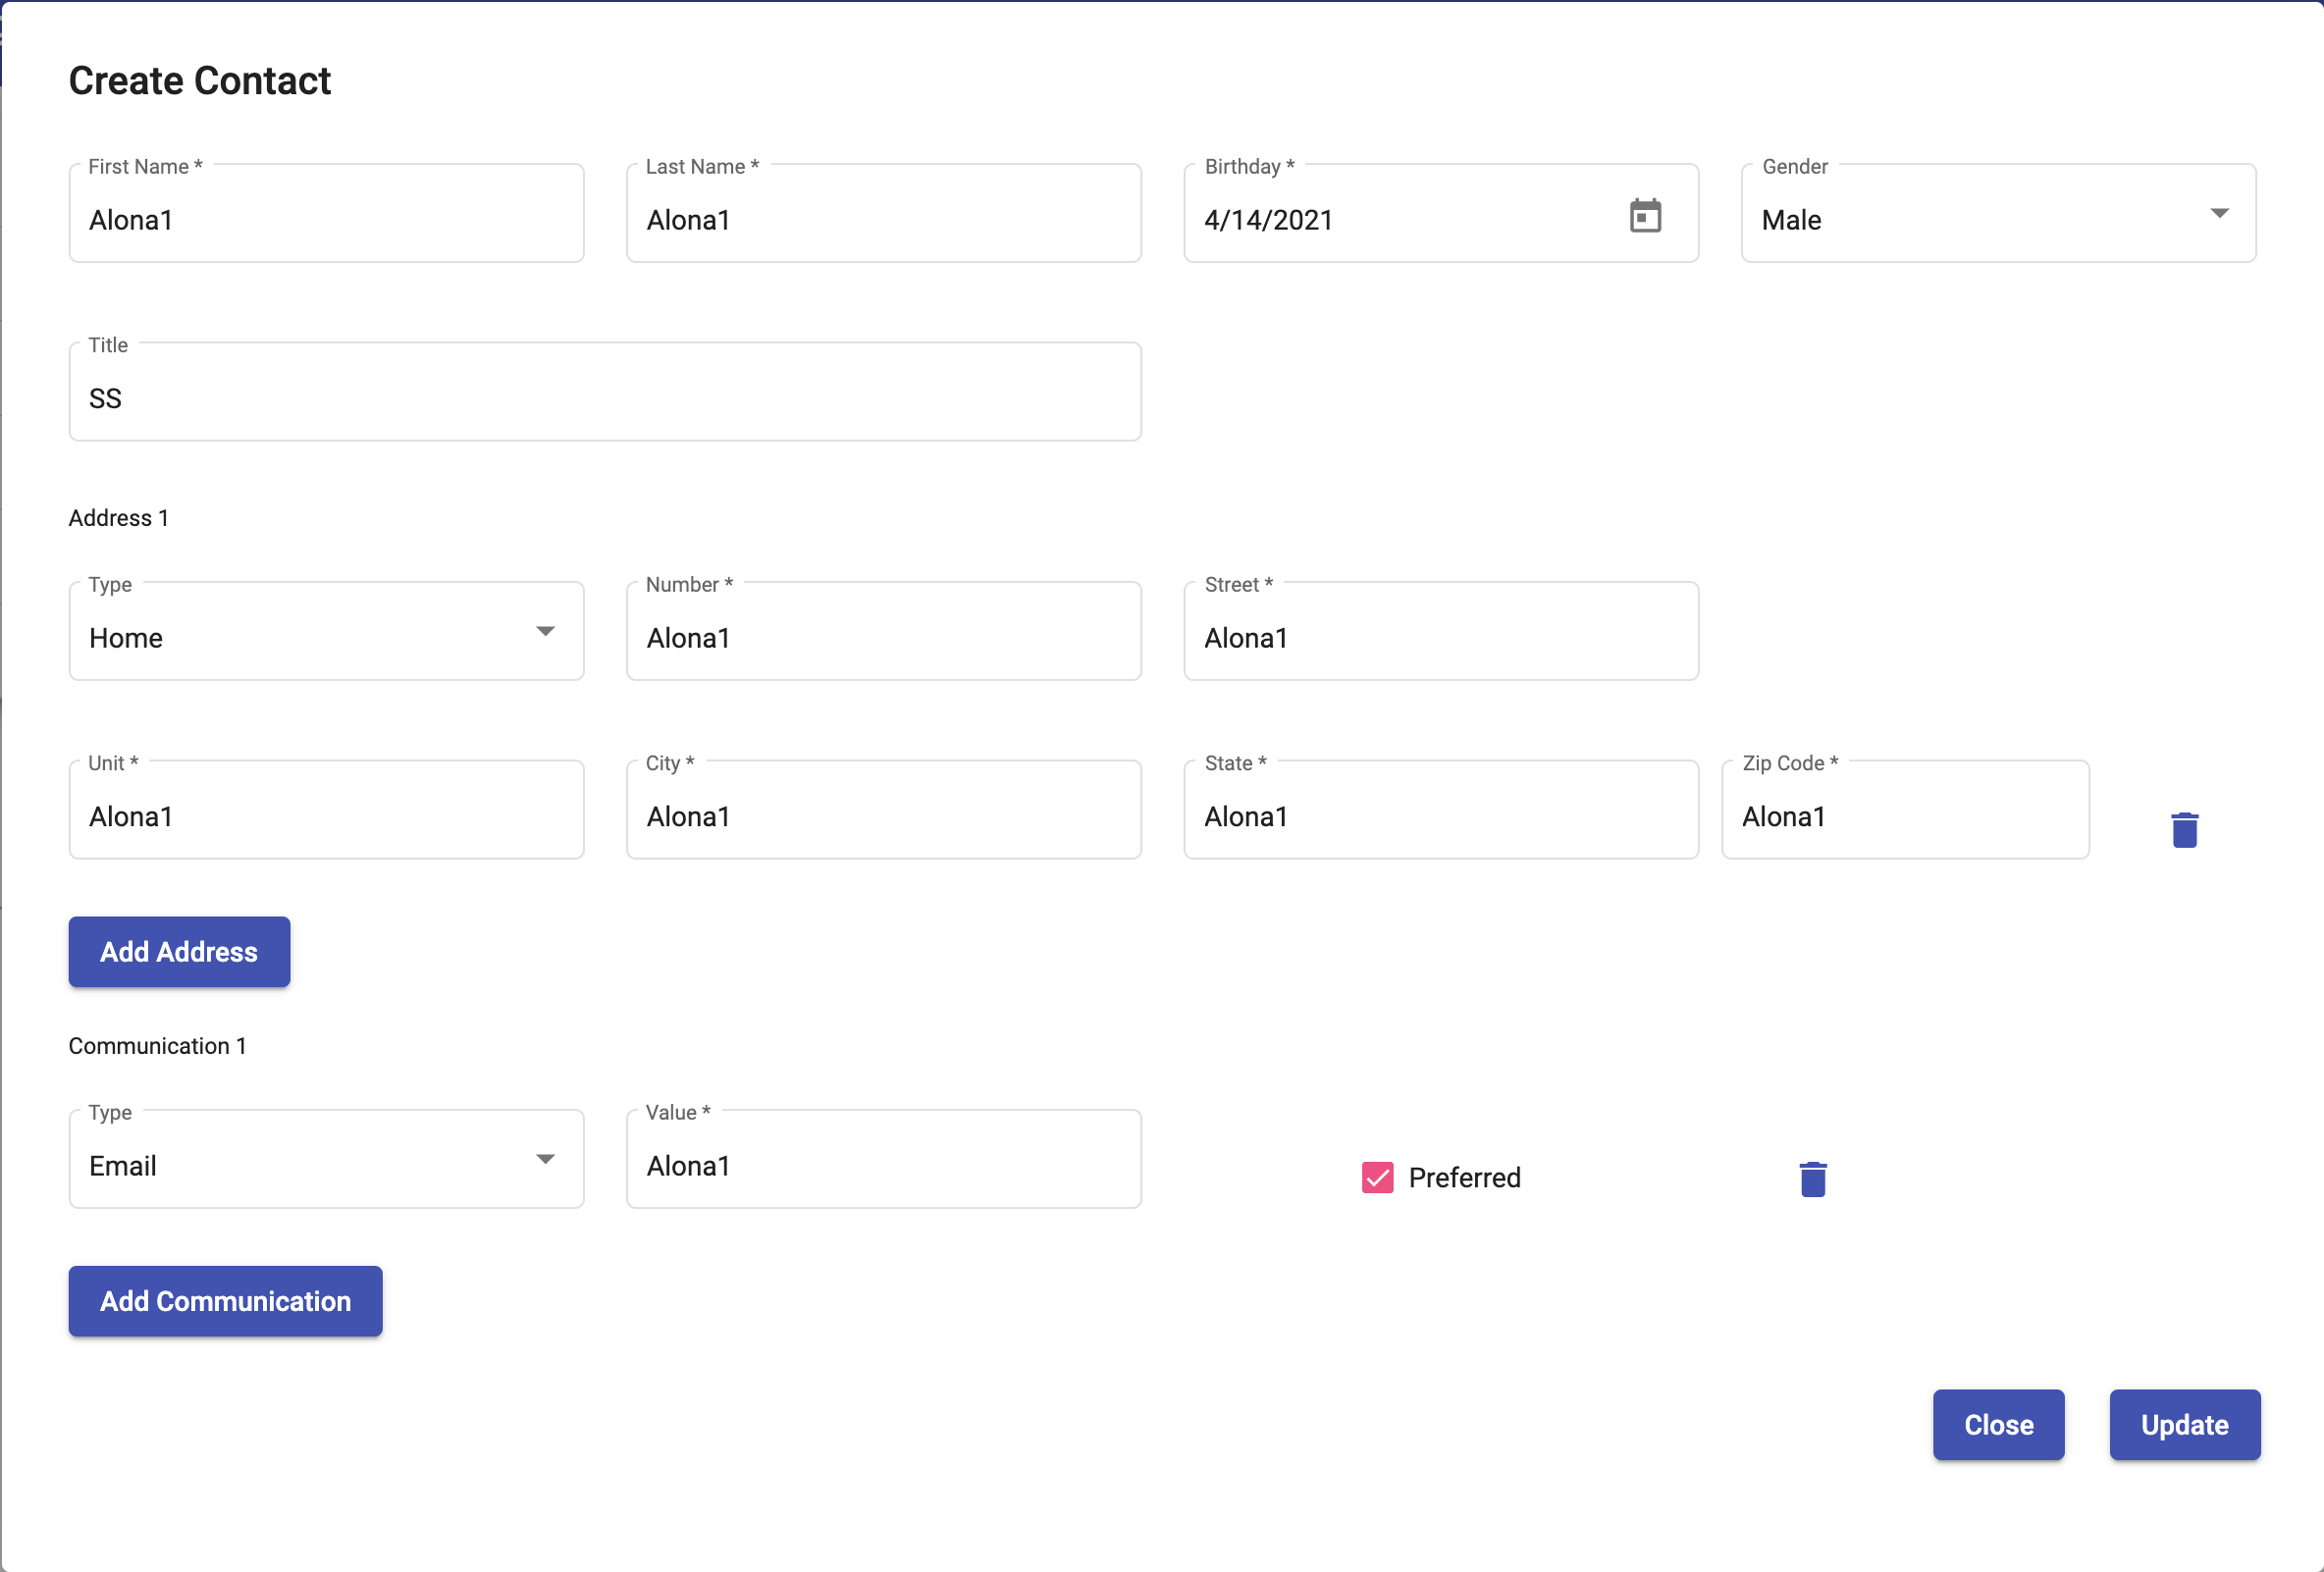 Create Contact
First Name * Last Name * Birthday * Gender
Alona1 Alona1 4/14/2021 Male
Title
SS
Address 1
Type Number * Street *
Home Alona1 Alona1
Unit * City * State * Zip Code *
Alona1 Alona1 Alona1 Alona1
Add Address
Communication 1
Type Value *
Email Alona1 Preferred
Add Communication
Close Update